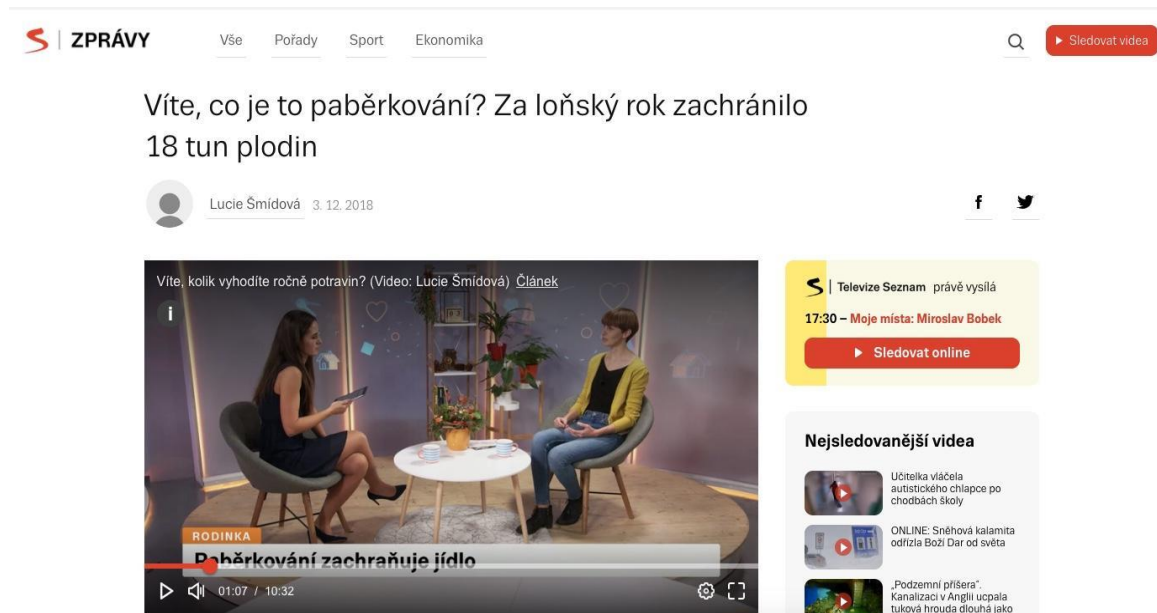 ZPRÁVY
Vše Pořady Sport Ekonomika
Sledovat videa
Víte, co je to paběrkování? Za loňský rok zachránilo
18 tun plodin
Lucie Šmídová 3. 12. 2018
Víte, kolik vyhodíte ročně potravin? (Video: Lucie Šmídová) Článek
RODINKA
Paběrkování zachraňuje jídlo
01:07 / 10:32
Televize Seznam právě vysílá
17:30 – Moje místa: Miroslav Bobek
Sledovat online
Nejsledovanější videa
Učitelka vláčela
autistického chlapce po
chodbách školy
ONLINE: Sněhová kalamita
odřízla Boží Dar od světa
„Podzemní příšera“.
Kanalizaci v Anglii ucpala
tuková hrouda dlouhá jako